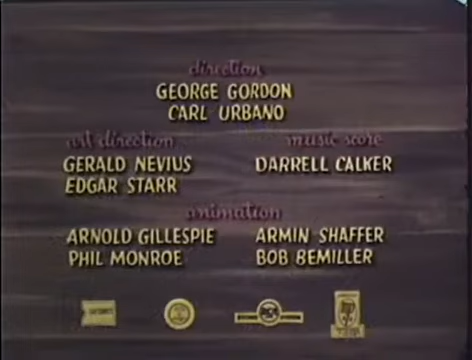 direction
GEORGE GORDON
CARL URBANO
art direction
GERALD NEVIUS
EDGAR STARR
music score
DARRELL CALKER
animation
ARNOLD GILLESPIE
PHIL MONROE
ARMIN SHAFFER
BOB BEMILLER